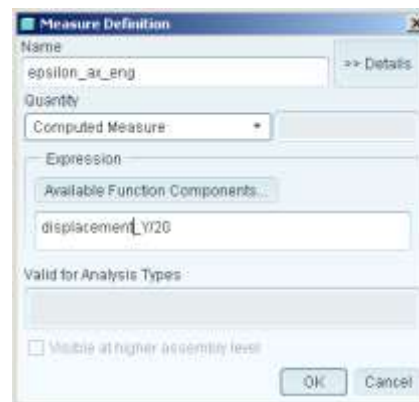 Measure Definition
Name
epsilon_ax_eng
>> Details
Quantity
Computed Measure
Expression
Available Function Components...
displacement_Y/20
Valid for Analysis Types
Visible at higher assembly level
OK
Cancel